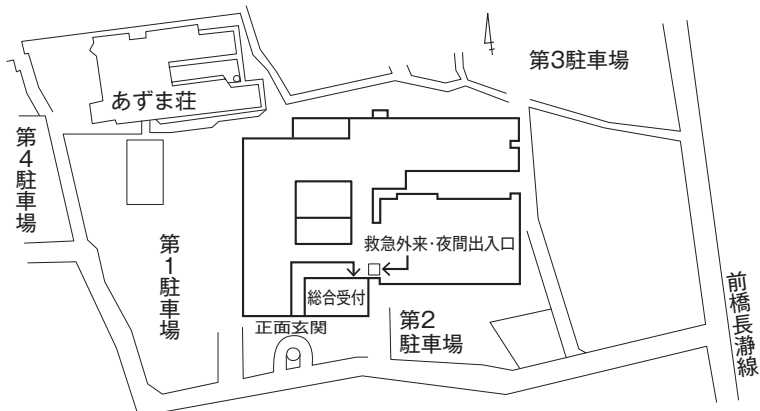 第3駐車場
あずま荘
第4駐車場
第1駐車場
救急外来・夜間出入口
総合受付
正面玄関
第2
駐車場
前橋長瀞線